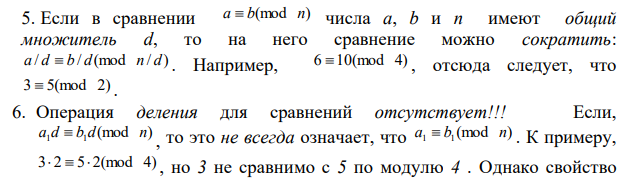 5. Если в сравнении a ≡ b(mod n) числа a, b и n имеют общий
множитель d, то на него сравнение можно сократить:
a / d ≡ b / d(mod n / d) . Например, 6 ≡ 10(mod 4) , отсюда следует, что
3 ≡ 5(mod 2) .
6. Операция деления для сравнений отсутствует!!! Если,
a₁d ≡ b₁d(mod n) , то это не всегда означает, что a₁ ≡ b₁(mod n) . К примеру,
3 · 2 ≡ 5 · 2(mod 4) , но 3 не сравнимо с 5 по модулю 4 . Однако свойство